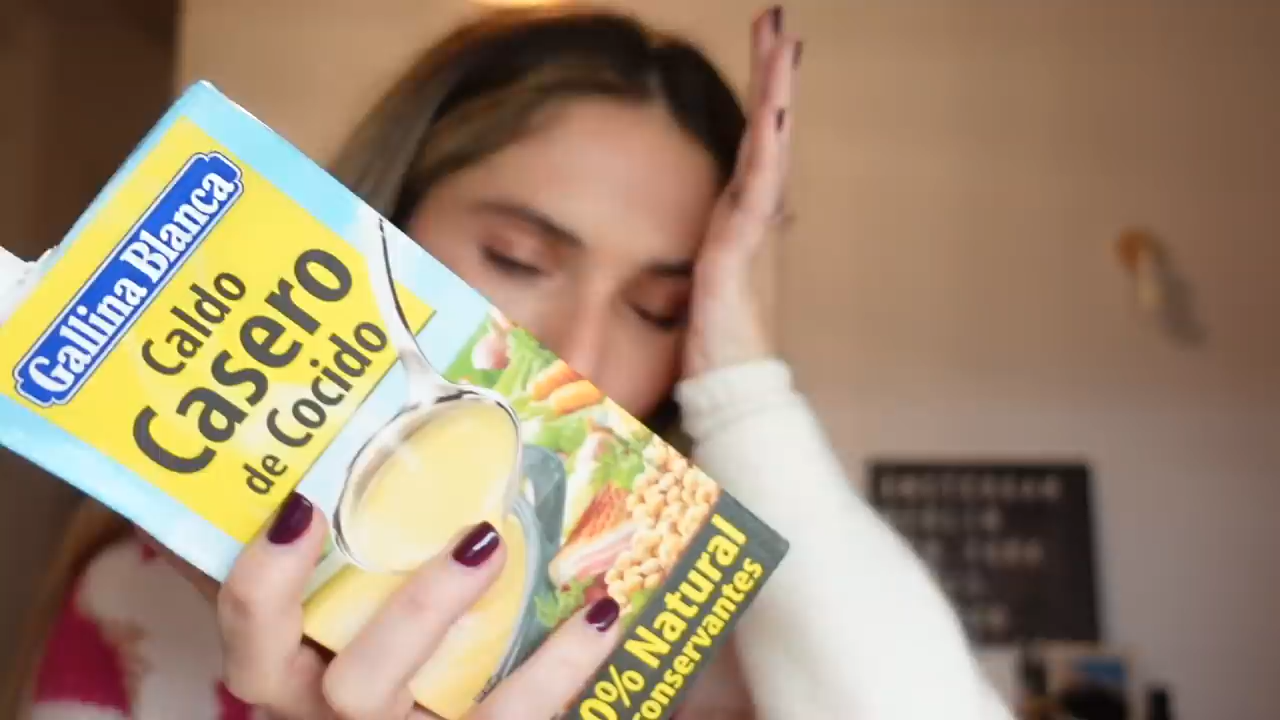 Gallina Blanca
Caldo
Casero
de Cocido
0% Natural
conservantes